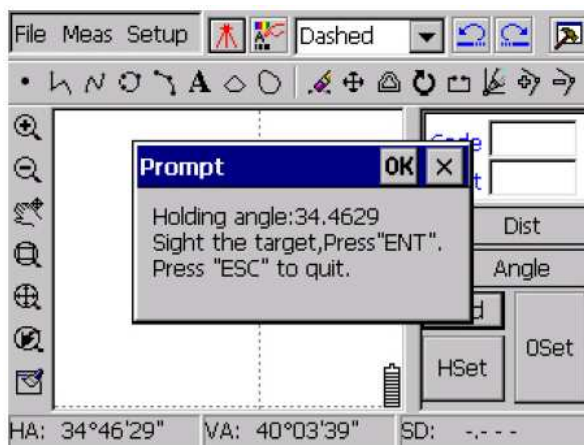 File Meas Setup Dashed
A
Prompt OK ×
Holding angle:34.4629
Sight the target,Press"ENT".
Press "ESC" to quit.
Dist
Angle
HSet
0Set
HA: 34°46'29" VA: 40°03'39" SD: -.---